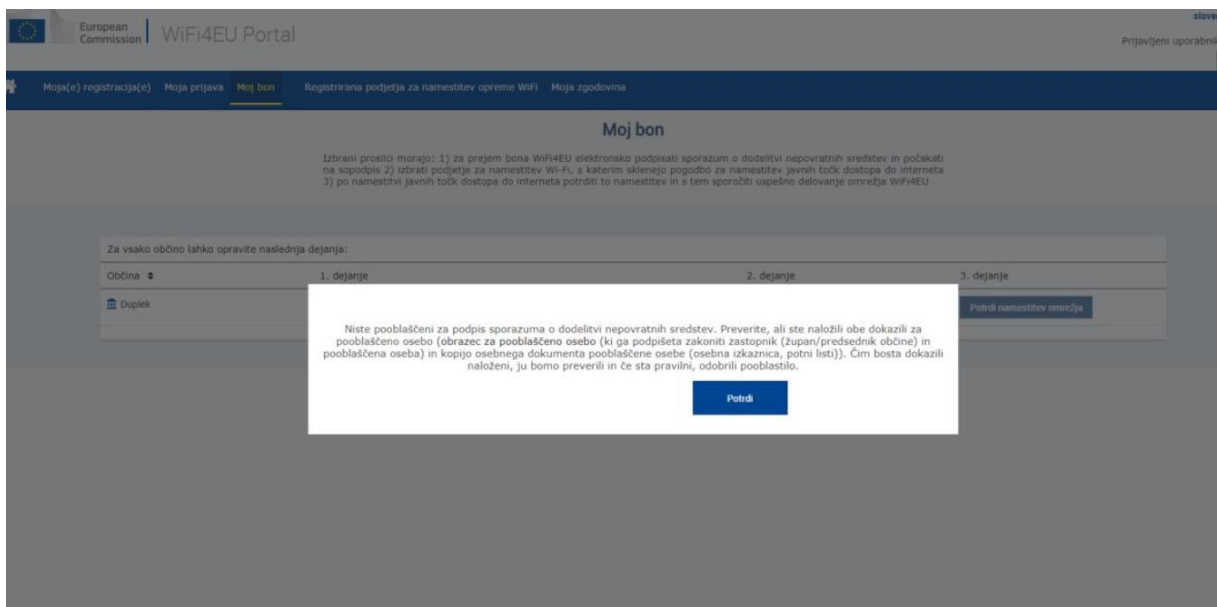 European
Commission
WiFi4EU Portal
slove
Prijavljeni uporabnik
Moja(e) registracija(e) Moja prijava Moj bon Registrirana podjetja za namestitev opreme WiFi Moja zgodovina
Moj bon
Izbrani prosilci morajo: 1) za prejem bona WiFi4EU elektronsko podpisati sporazum o dodelitvi nepovratnih sredstev in počakati
na sopodpis 2) izbrati podjetje za namestitev Wi-Fi, s katerim sklenejo pogodbo za namestitev javnih točk dostopa do interneta
3) po namestitvi javnih točk dostopa do interneta potrditi to namestitev in s tem sporočiti uspešno delovanje omrežja WiFi4EU
Za vsako občino lahko opravite naslednja dejanja:
Občina 1. dejanje 2. dejanje 3. dejanje
Duplek Potrdi namestitev omrežja
Niste pooblaščeni za podpis sporazuma o dodelitvi nepovratnih sredstev. Preverite, ali ste naložili obe dokazili za
pooblaščeno osebo (obrazec za pooblaščeno osebo (ki ga podpišeta zakoniti zastopnik (župan/predsednik občine) in
pooblaščena oseba) in kopijo osebnega dokumenta pooblaščene osebe (osebna izkaznica, potni listi)). Čim bosta dokazili
naloženi, ju bomo preverili in če sta pravilni, odobrili pooblastilo.
Potrdi